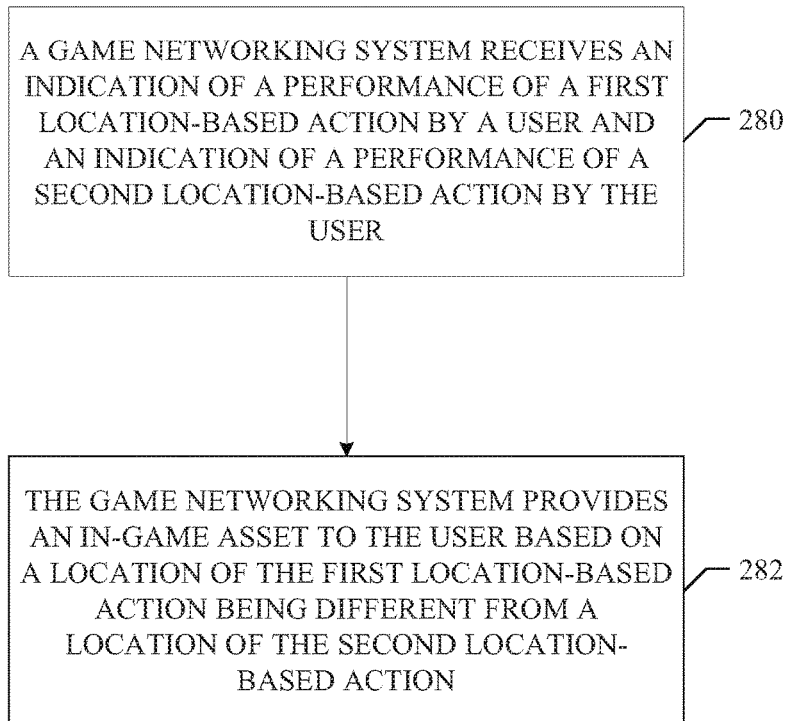 A GAME NETWORKING SYSTEM RECEIVES AN
INDICATION OF A PERFORMANCE OF A FIRST
LOCATION-BASED ACTION BY A USER AND
AN INDICATION OF A PERFORMANCE OF A
SECOND LOCATION-BASED ACTION BY THE
USER
280
THE GAME NETWORKING SYSTEM PROVIDES
AN IN-GAME ASSET TO THE USER BASED ON
A LOCATION OF THE FIRST LOCATION-BASED
ACTION BEING DIFFERENT FROM A
LOCATION OF THE SECOND LOCATION-
BASED ACTION
282